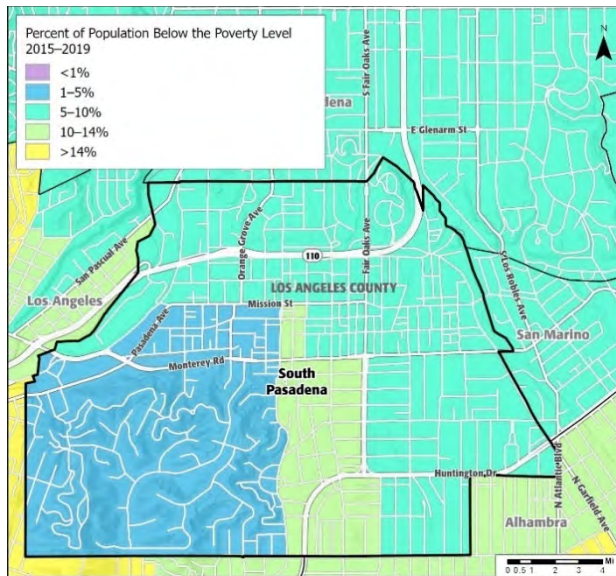 Percent of Population Below the Poverty Level
2015–2019
<1%
1–5%
5–10%
10–14%
>14%
N
S Fair Oaks Ave
dena
E Glenarm St
San Pascual Ave
Orange Grove Ave
110
Fair Oaks Ave
S Los Robles Ave
Los Angeles
LOS ANGELES COUNTY
Mission St
Pasadena Ave
San Marino
Monterey Rd
South
Pasadena
Huntington Dr
N Atlantic Blvd
N Garfield Ave
Alhambra
Mi
0 0.5 1 2 3 4